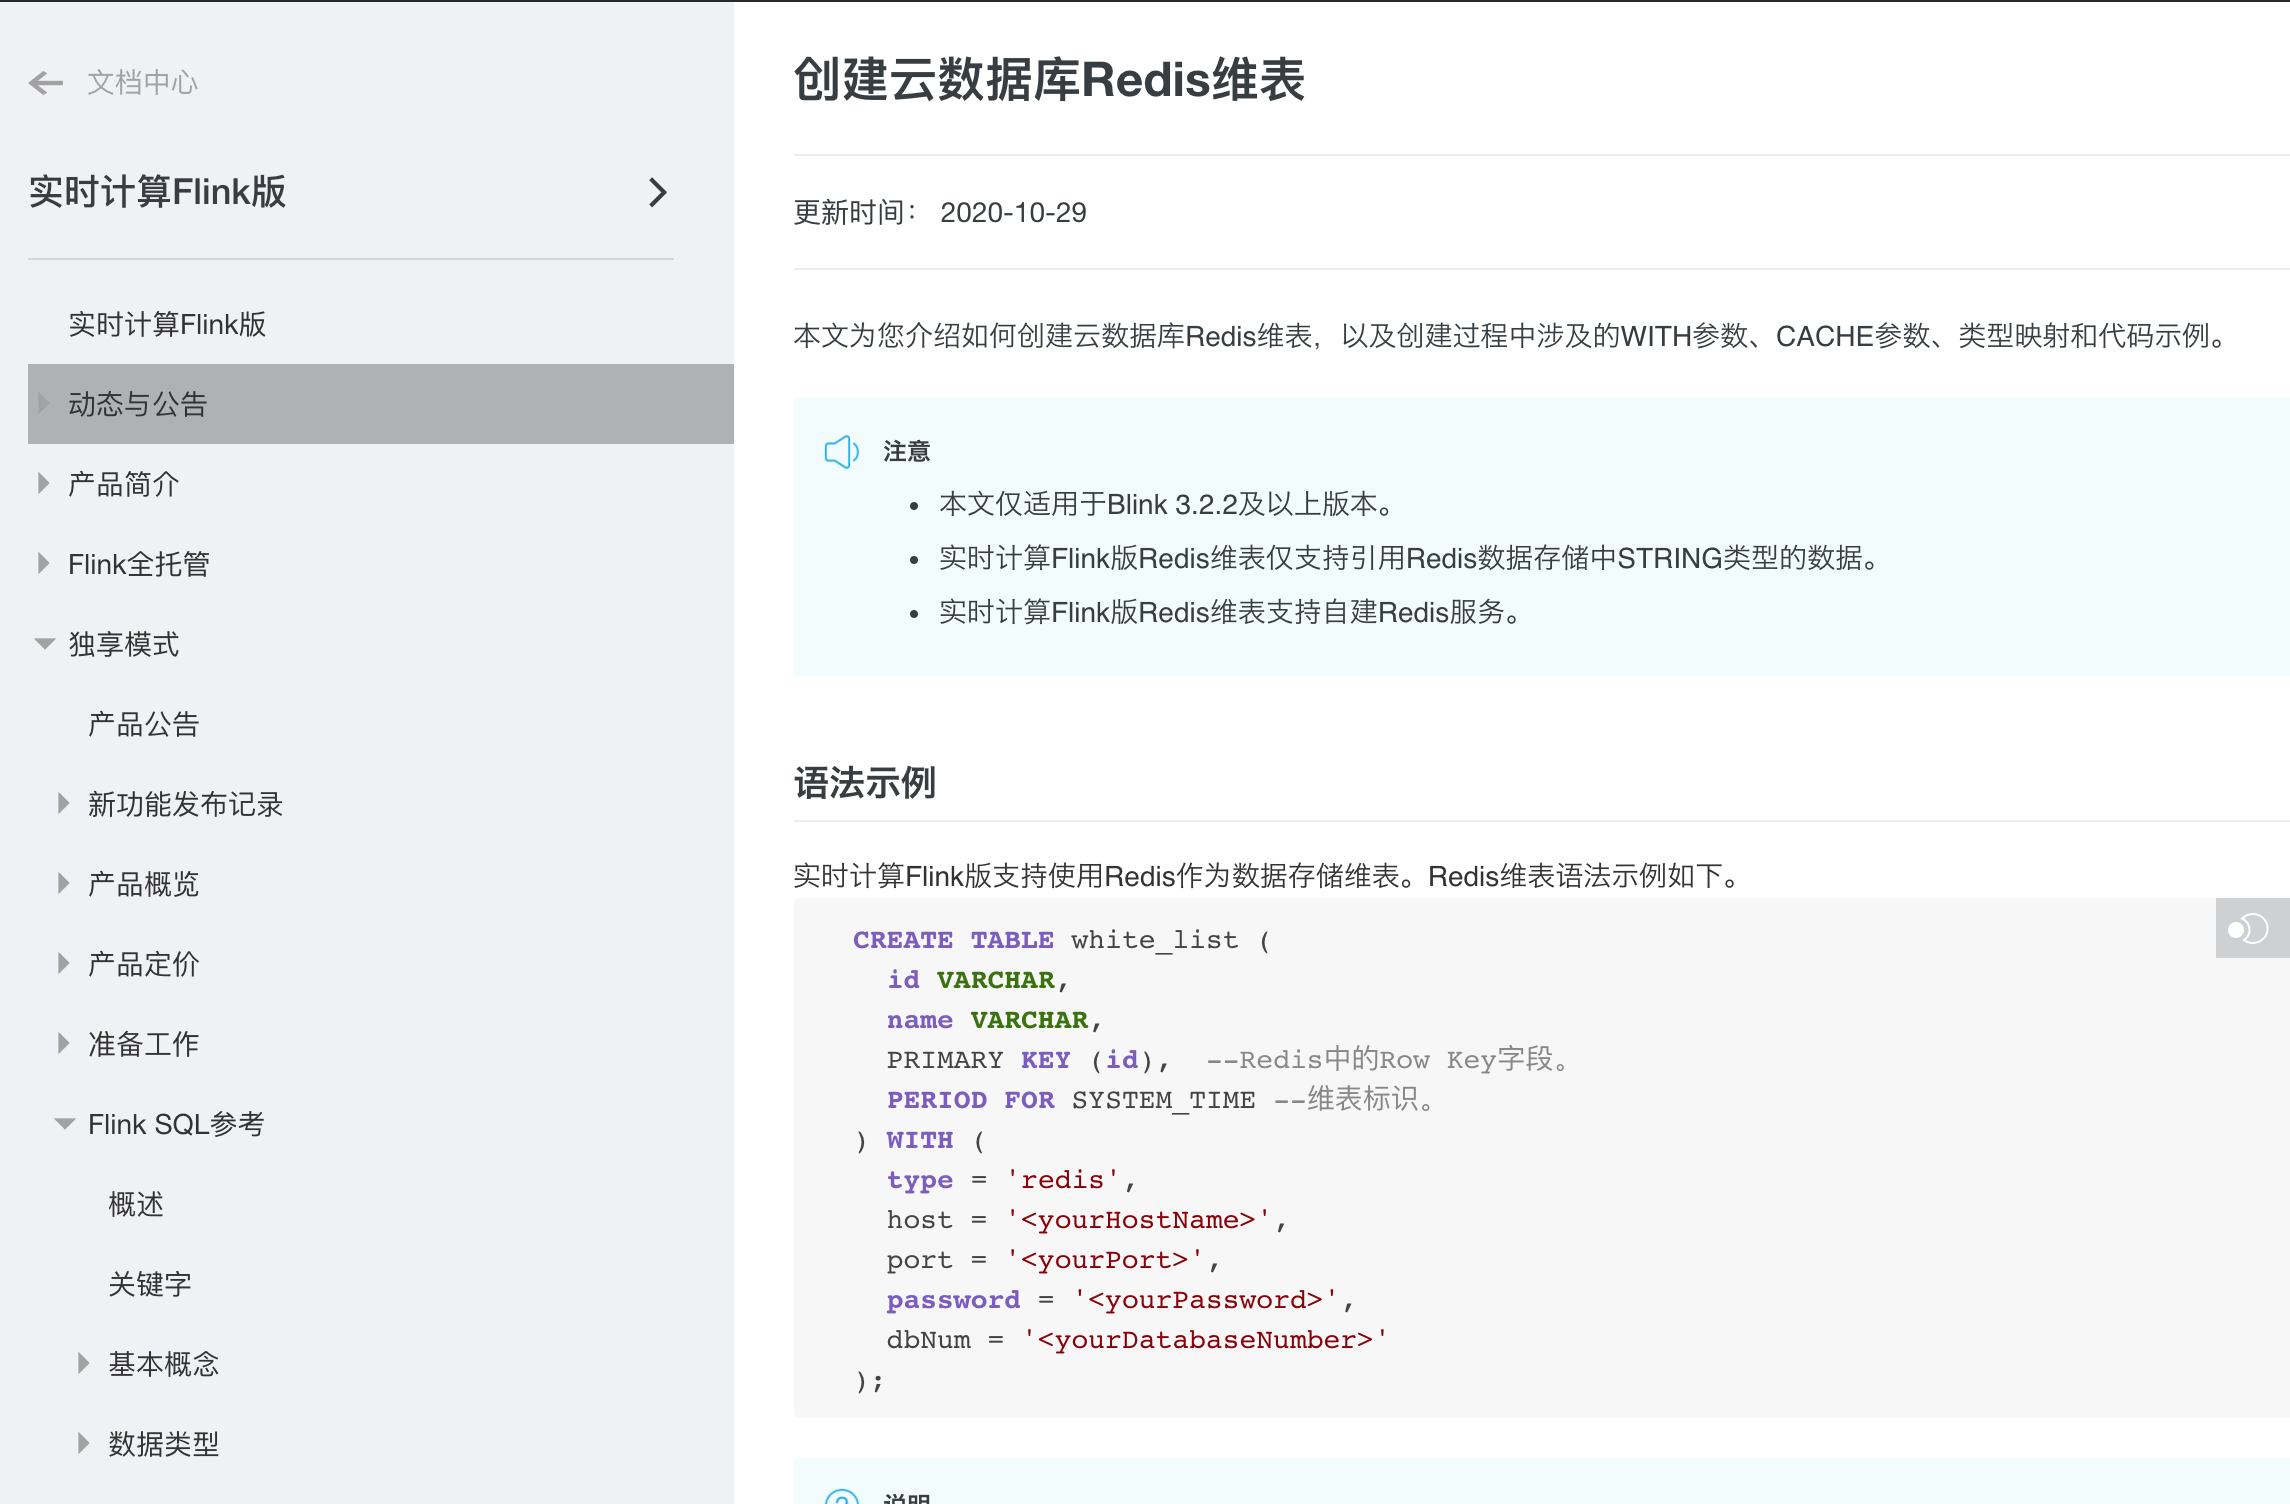 文档中心
实时计算Flink版
实时计算Flink版
动态与公告
产品简介
Flink全托管
独享模式
产品公告
新功能发布记录
产品概览
产品定价
准备工作
Flink SQL参考
概述
关键字
基本概念
数据类型
创建云数据库Redis维表
更新时间： 2020-10-29
本文为您介绍如何创建云数据库Redis维表，以及创建过程中涉及的WITH参数、CACHE参数、类型映射和代码示例。
注意
本文仅适用于Blink 3.2.2及以上版本。
实时计算Flink版Redis维表仅支持引用Redis数据存储中STRING类型的数据。
实时计算Flink版Redis维表支持自建Redis服务。
语法示例
实时计算Flink版支持使用Redis作为数据存储维表。Redis维表语法示例如下。
CREATE TABLE white_list (
id VARCHAR,
name VARCHAR,
PRIMARY KEY (id), --Redis中的Row Key字段。
PERIOD FOR SYSTEM_TIME --维表标识。
) WITH (
type = 'redis',
host = '<yourHostName>',
port = '<yourPort>',
password = '<yourPassword>',
dbNum = '<yourDatabaseNumber>'
);
说明